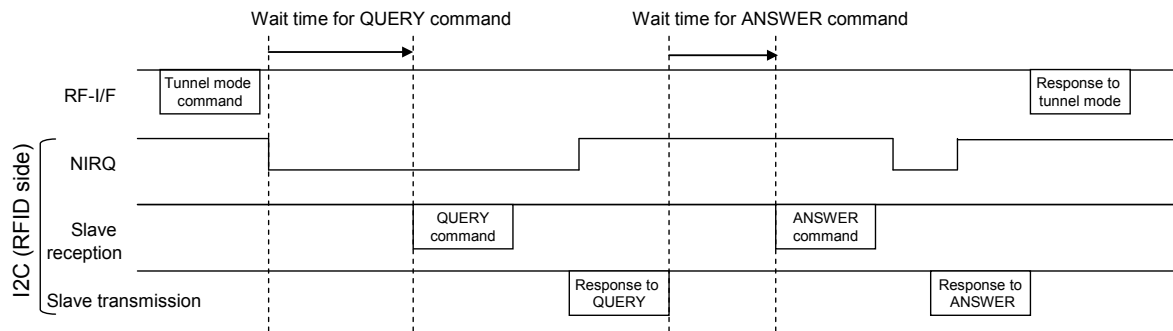 Wait time for QUERY command
Wait time for ANSWER command
RF-I/F
Tunnel mode
command
Response to
tunnel mode
I2C (RFID side)
NIRQ
Slave
reception
QUERY
command
ANSWER
command
Slave transmission
Response to
QUERY
Response to
ANSWER